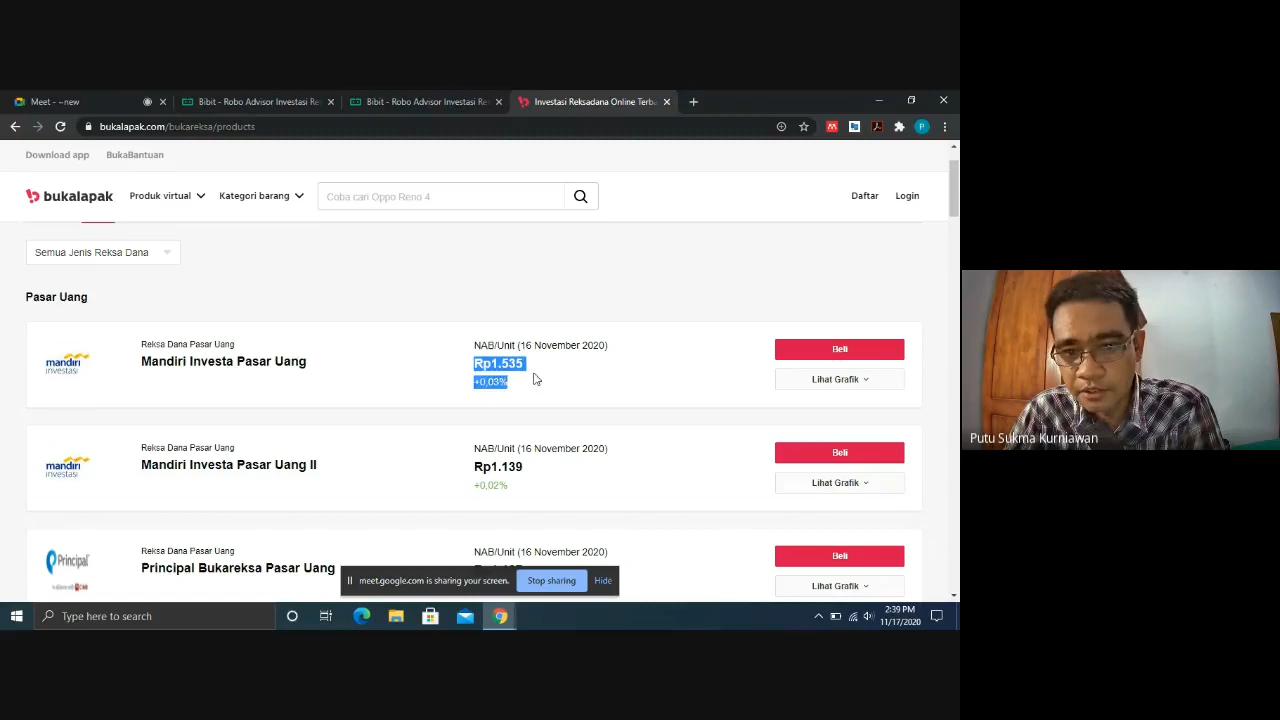 Meet - ~new
Bibit - Robo Advisor Investasi Re
Bibit - Robo Advisor Investasi Re
Investasi Reksadana Online Terba
bukalapak.com/bukareksa/products
Download app
BukaBantuan
bukalapak
Produk virtual
Kategori barang
Coba cari Oppo Reno 4
Daftar
Login
Semua Jenis Reksa Dana
Pasar Uang
mandiri
investasi
Reksa Dana Pasar Uang
Mandiri Investa Pasar Uang
NAB/Unit (16 November 2020)
Rp1.535
+0,03%
Beli
Lihat Grafik
Putu Sukma Kurniawan
mandiri
investasi
Reksa Dana Pasar Uang
Mandiri Investa Pasar Uang II
NAB/Unit (16 November 2020)
Rp1.139
+0,02%
Beli
Lihat Grafik
Principal
Reksa Dana Pasar Uang
Principal Bukareksa Pasar Uang
NAB/Unit (16 November 2020)
Beli
Lihat Grafik
meet.google.com is sharing your screen.
Stop sharing
Hide
Type here to search
2:39 PM
11/17/2020